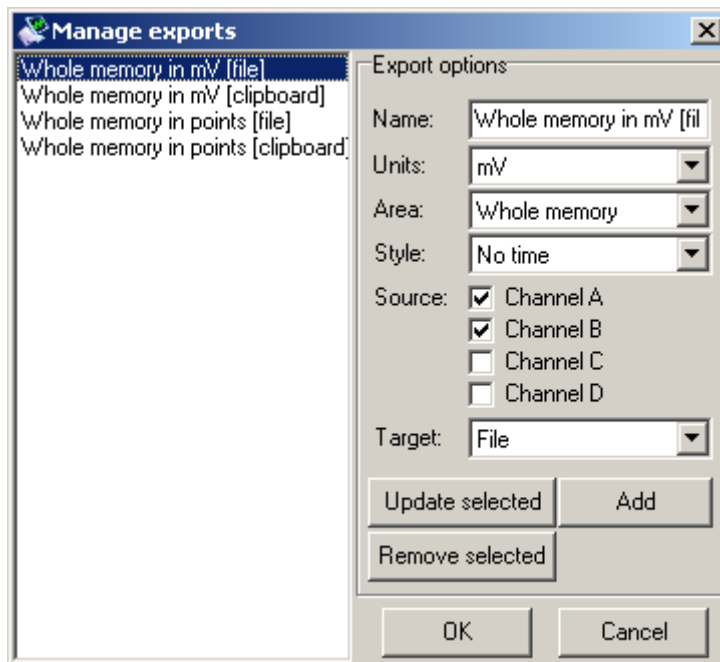 Manage exports
Whole memory in mV [file]
Whole memory in mV [clipboard]
Whole memory in points [file]
Whole memory in points [clipboard]
Export options
Name: Whole memory in mV [fil
Units: mV
Area: Whole memory
Style: No time
Source: Channel A
Channel B
Channel C
Channel D
Target: File
Update selected Add
Remove selected
OK Cancel